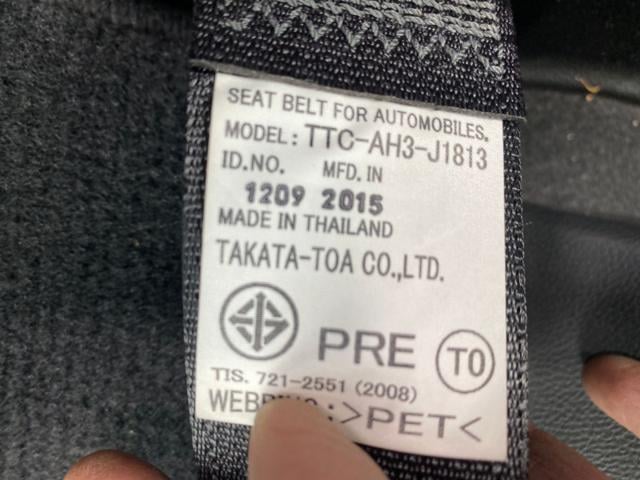 SEAT BELT FOR AUTOMOBILES.
MODEL: TTC-AH3-J1813
ID.NO. MFD. IN
1209 2015
MADE IN THAILAND
TAKATA-TOA CO.,LTD.
PRE TO
TIS. 721-2551 (2008)
>PET<